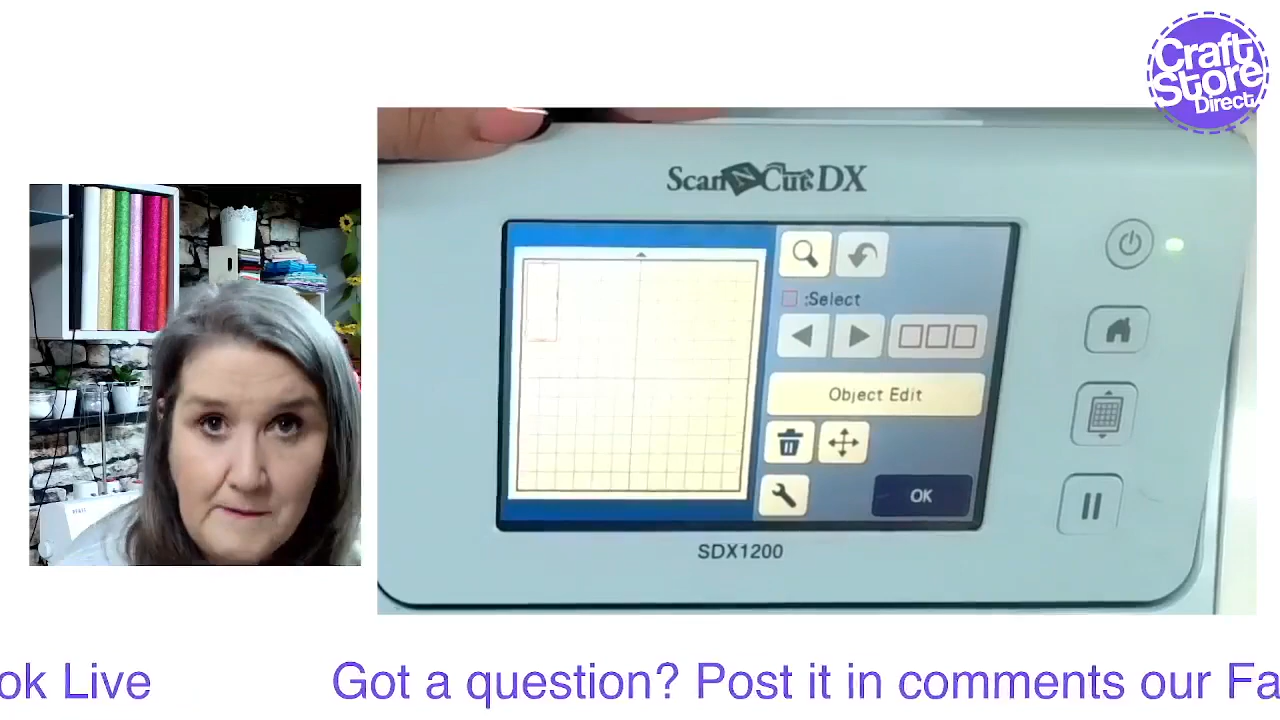 Craft
Store
Direct
ScanNCut DX
:Select
Object Edit
OK
SDX1200
ok Live Got a question? Post it in comments our Fa